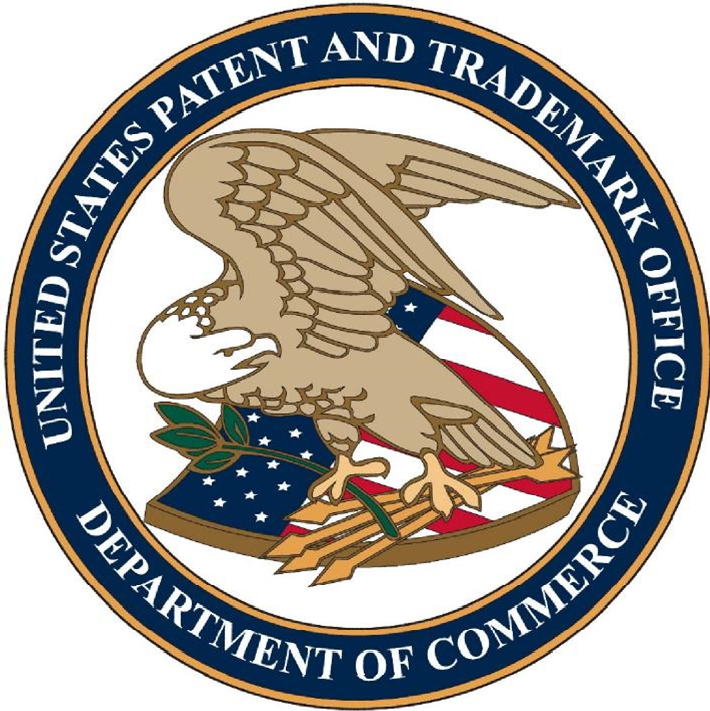 UNITED STATES PATENT AND TRADEMARK OFFICE
DEPARTMENT OF COMMERCE